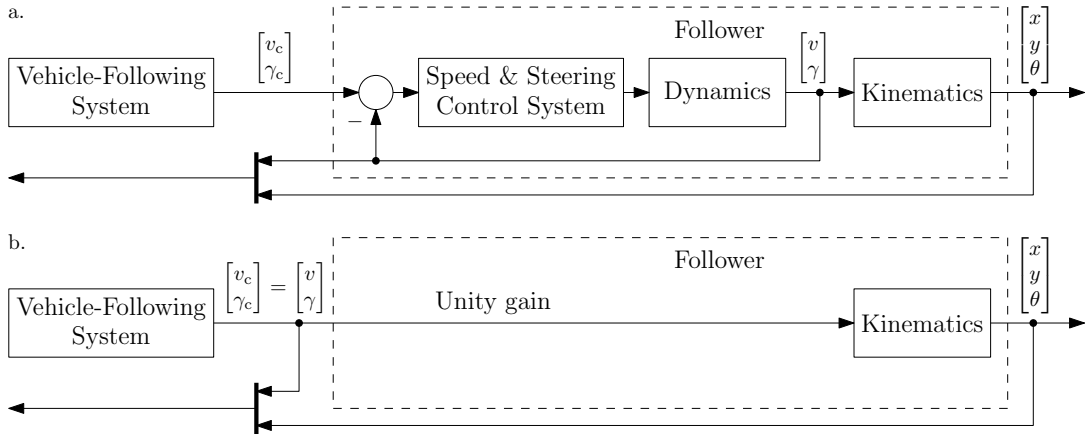 a.
Follower
x
y
θ
Vehicle-Following
System
v_c
γ_c
Speed & Steering
Control System
Dynamics
v
γ
Kinematics
−
b.
Follower
x
y
θ
Vehicle-Following
System
[v_c γ_c] = [v γ]
Unity gain
Kinematics